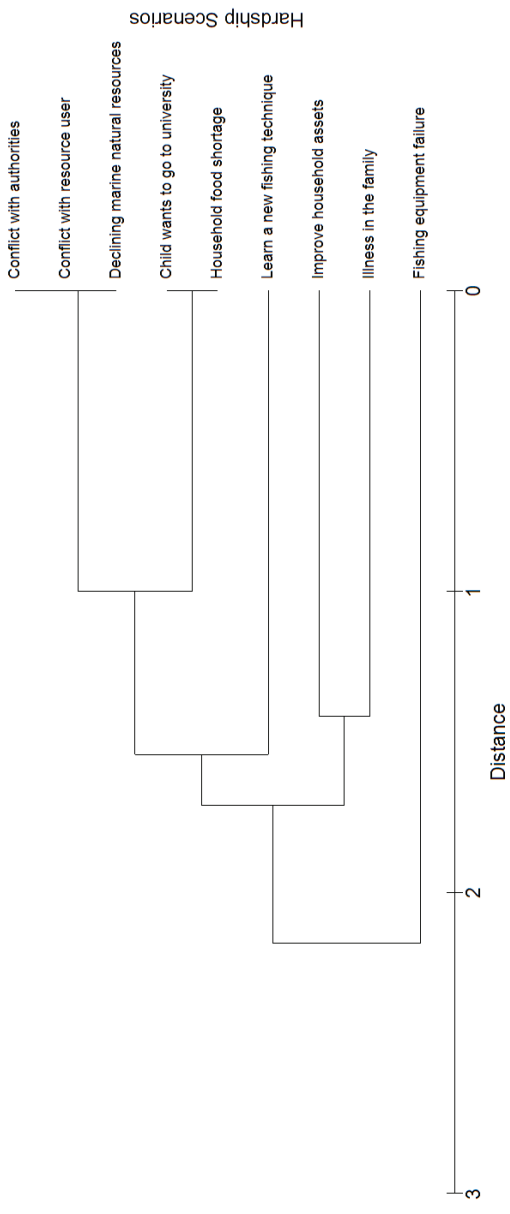 Hardship Scenarios
Conflict with authorities
Conflict with resource user
Declining marine natural resources
Child wants to go to university
Household food shortage
Learn a new fishing technique
Improve household assets
Illness in the family
Fishing equipment failure
0
1
2
3
Distance